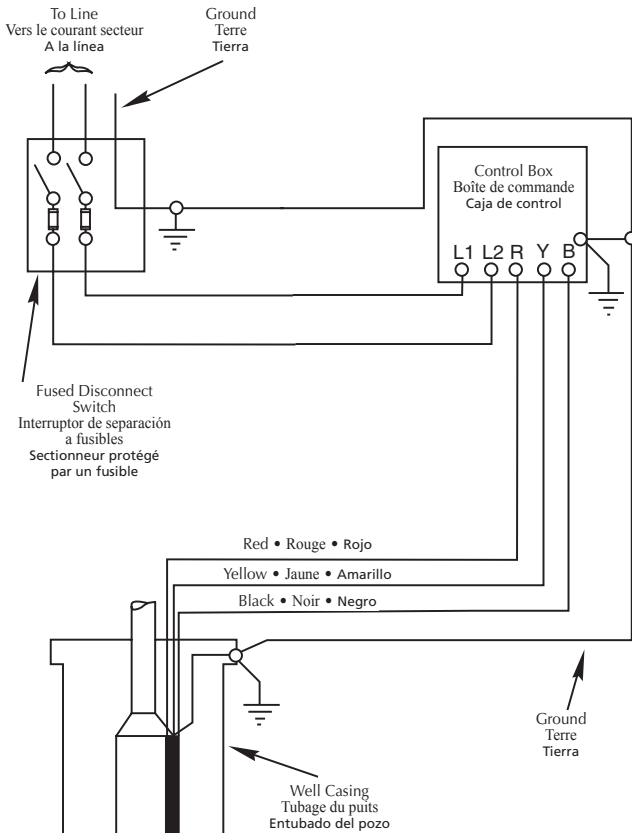 To Line
Vers le courant secteur
A la línea
Ground
Terre
Tierra
Control Box
Boîte de commande
Caja de control
L1 L2 R Y B
Fused Disconnect
Switch
Interruptor de separación
a fusibles
Sectionneur protégé
par un fusible
Red • Rouge • Rojo
Yellow • Jaune • Amarillo
Black • Noir • Negro
Ground
Terre
Tierra
Well Casing
Tubage du puits
Entubado del pozo